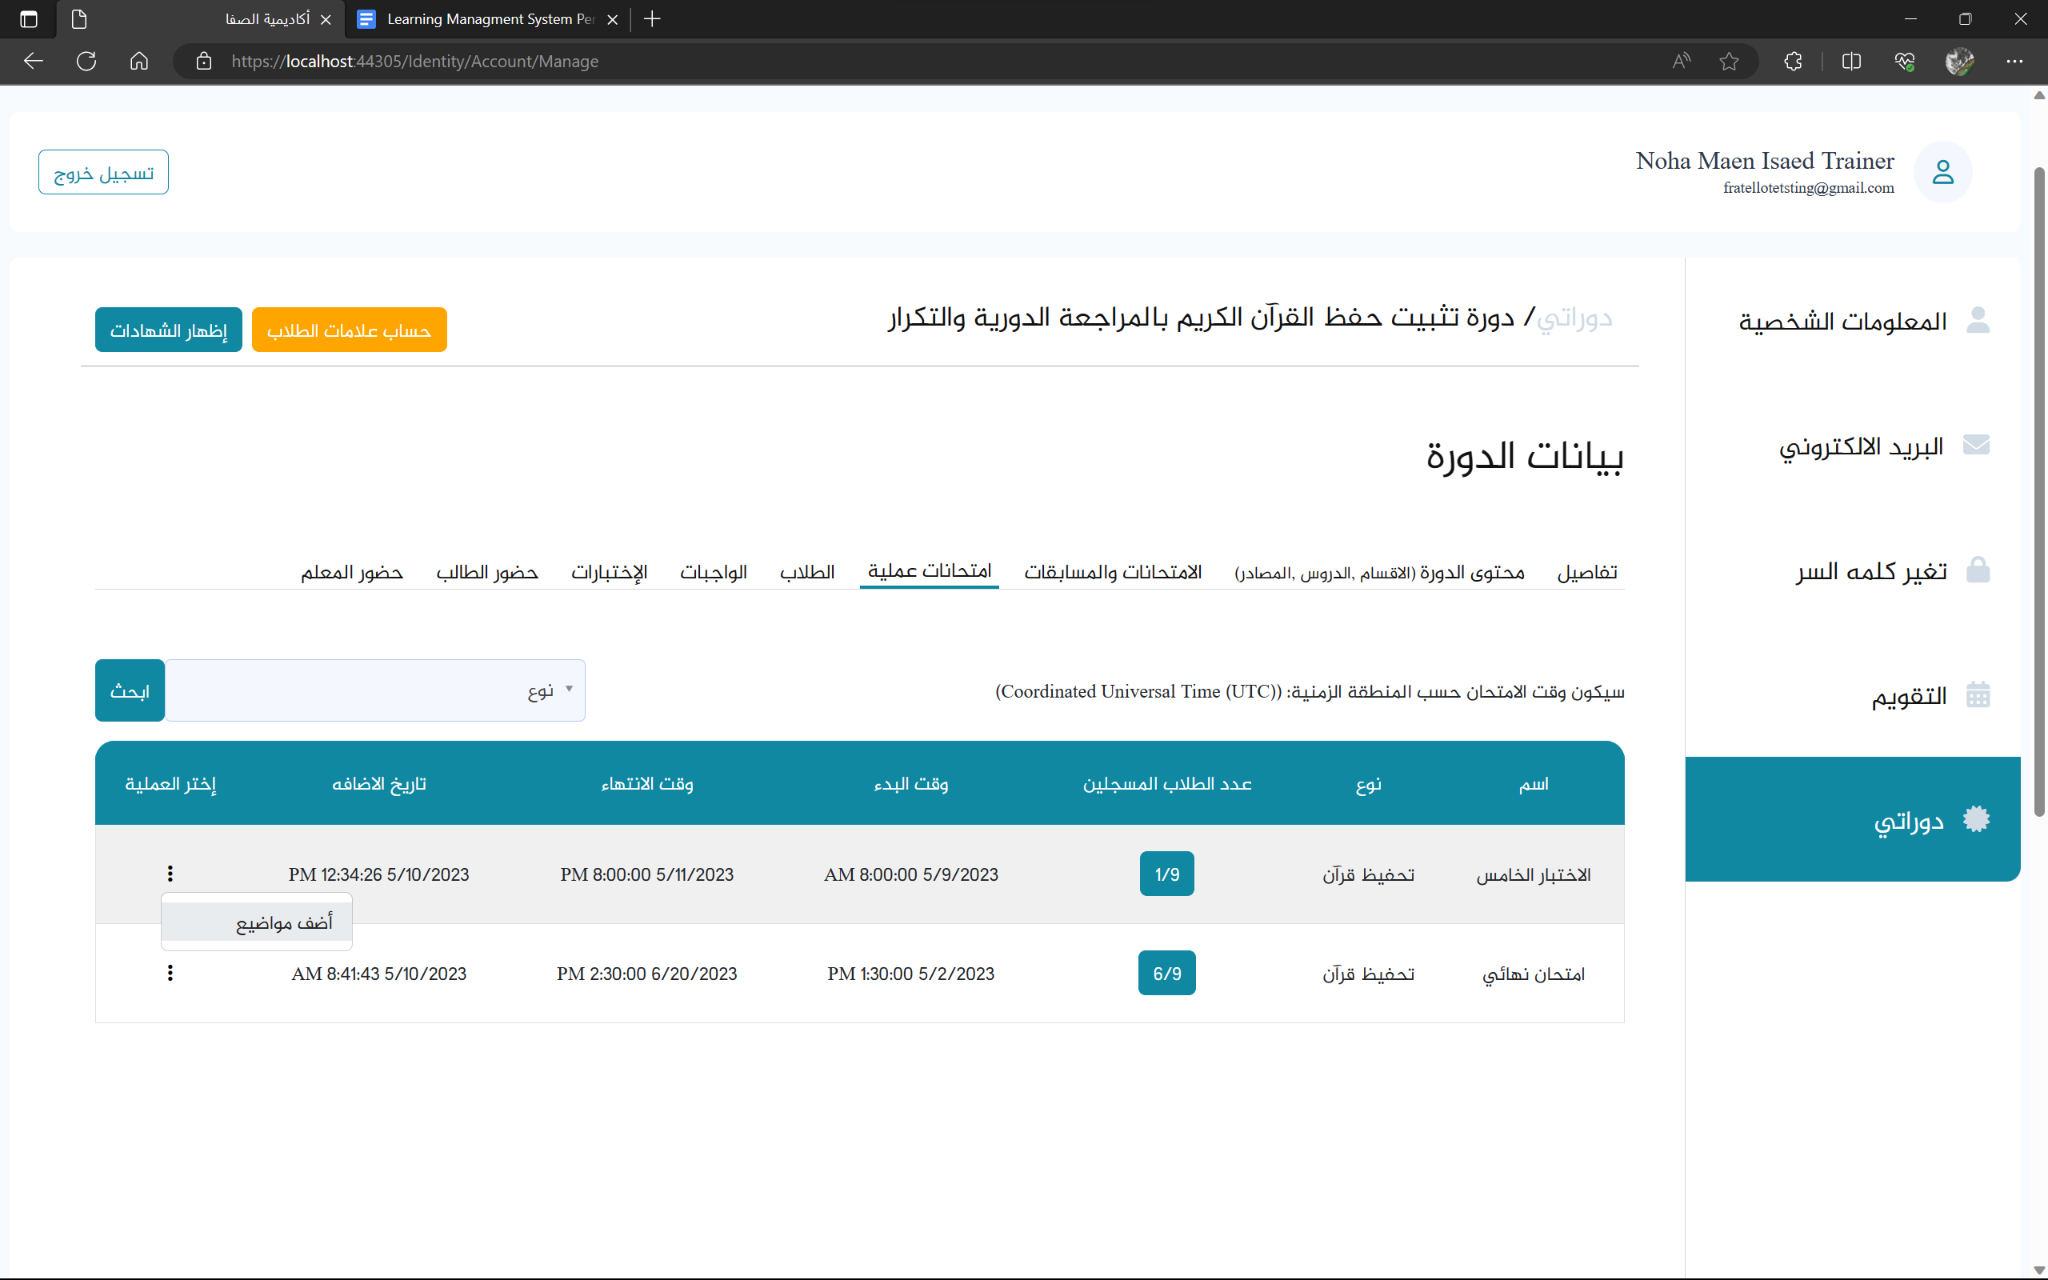 أكاديمية الصفا
Learning Managment System Per
https://localhost:44305/Identity/Account/Manage
Noha Maen Isaed Trainer
fratellotetsting@gmail.com
تسجيل خروج
المعلومات الشخصية
البريد الالكتروني
تغير كلمه السر
التقويم
دوراتي
دوراتي/ دورة تثبيت حفظ القرآن الكريم بالمراجعة الدورية والتكرار
حساب علامات الطلاب
إظهار الشهادات
بيانات الدورة
تفاصيل محتوى الدورة (الاقسام ,الدروس ,المصادر) الامتحانات والمسابقات امتحانات عملية الطلاب الواجبات الإختبارات حضور الطالب حضور المعلم
سيكون وقت الامتحان حسب المنطقة الزمنية: ((Coordinated Universal Time (UTC)
نوع
ابحث
اسم نوع عدد الطلاب المسجلين وقت البدء وقت الانتهاء تاريخ الاضافه إختر العملية
الاختبار الخامس تحفيظ قرآن 1/9 AM 8:00:00 5/9/2023 PM 8:00:00 5/11/2023 PM 12:34:26 5/10/2023
أضف مواضيع
امتحان نهائي تحفيظ قرآن 6/9 PM 1:30:00 5/2/2023 PM 2:30:00 6/20/2023 AM 8:41:43 5/10/2023